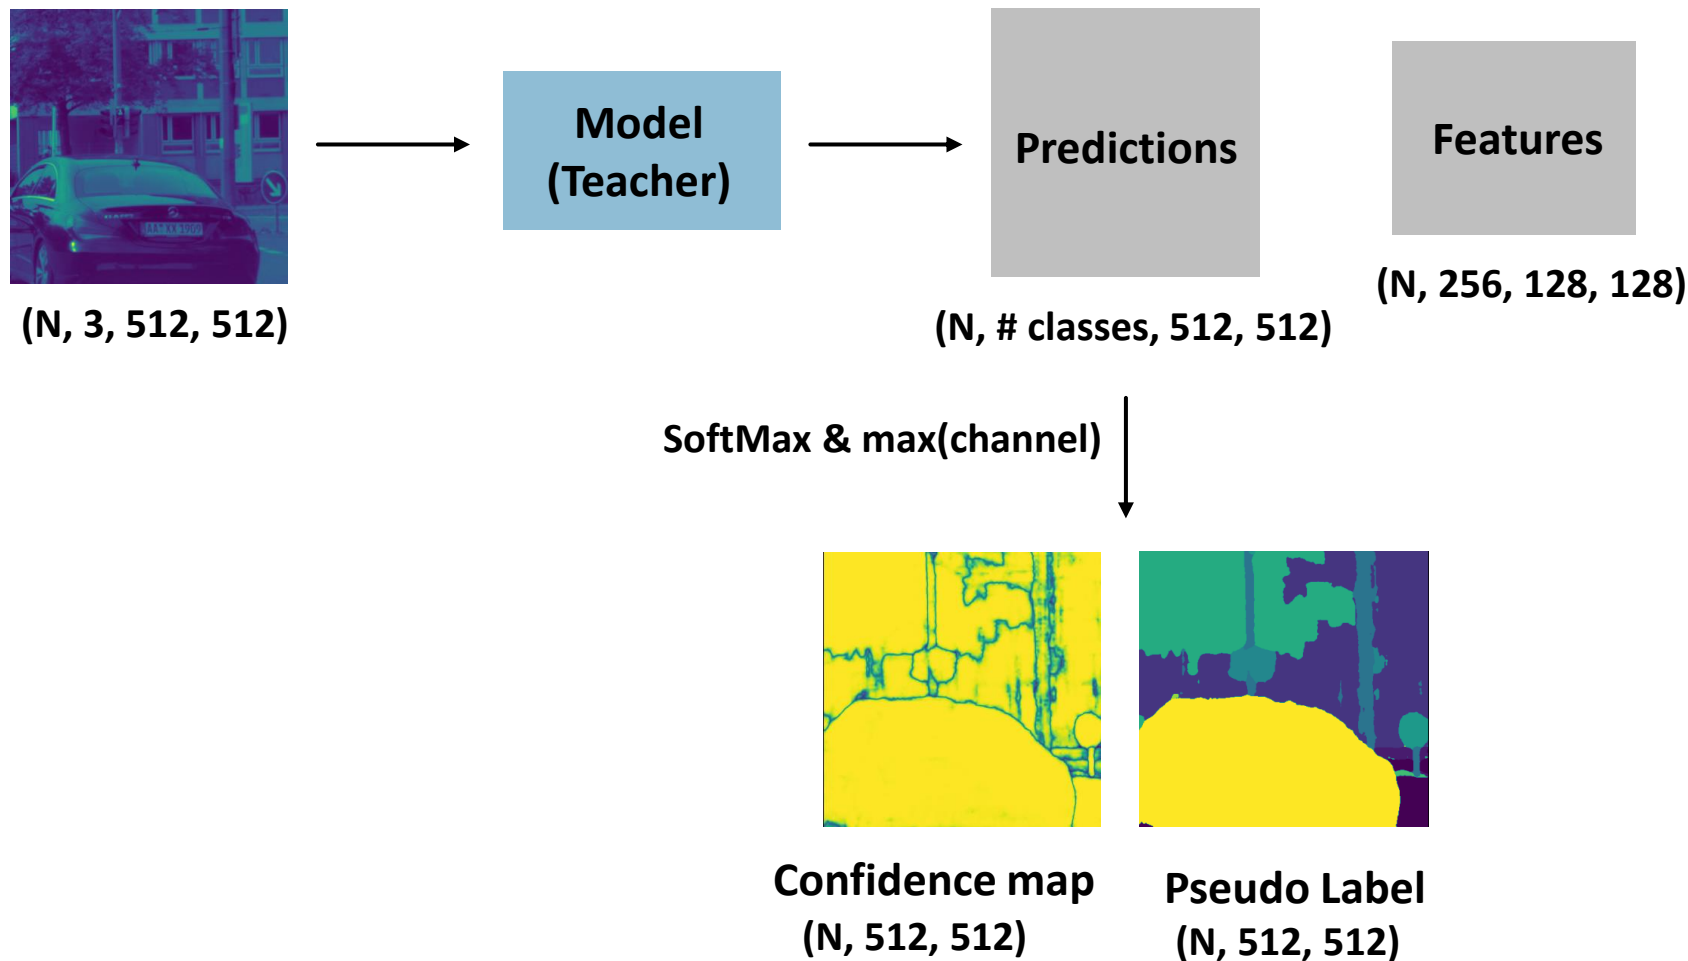 Model
(Teacher)
Predictions
Features
(N, 3, 512, 512)
(N, # classes, 512, 512)
(N, 256, 128, 128)
SoftMax & max(channel)
Confidence map
(N, 512, 512)
Pseudo Label
(N, 512, 512)